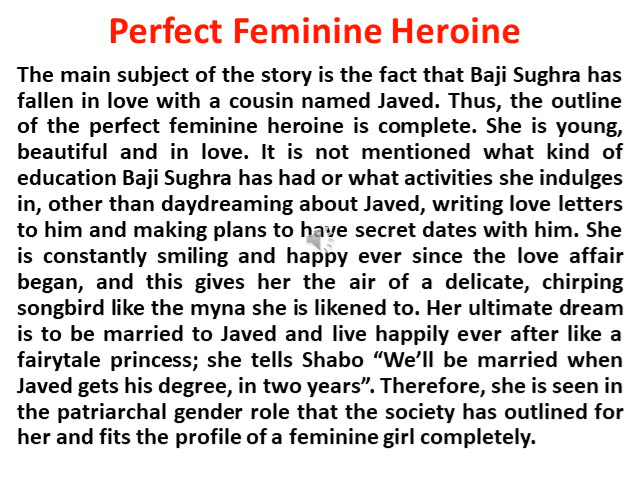 Perfect Feminine Heroine
The main subject of the story is the fact that Baji Sughra has
fallen in love with a cousin named Javed. Thus, the outline
of the perfect feminine heroine is complete. She is young,
beautiful and in love. It is not mentioned what kind of
education Baji Sughra has had or what activities she indulges
in, other than daydreaming about Javed, writing love letters
to him and making plans to have secret dates with him. She
is constantly smiling and happy ever since the love affair
began, and this gives her the air of a delicate, chirping
songbird like the myna she is likened to. Her ultimate dream
is to be married to Javed and live happily ever after like a
fairytale princess; she tells Shabo “We’ll be married when
Javed gets his degree, in two years”. Therefore, she is seen in
the patriarchal gender role that the society has outlined for
her and fits the profile of a feminine girl completely.